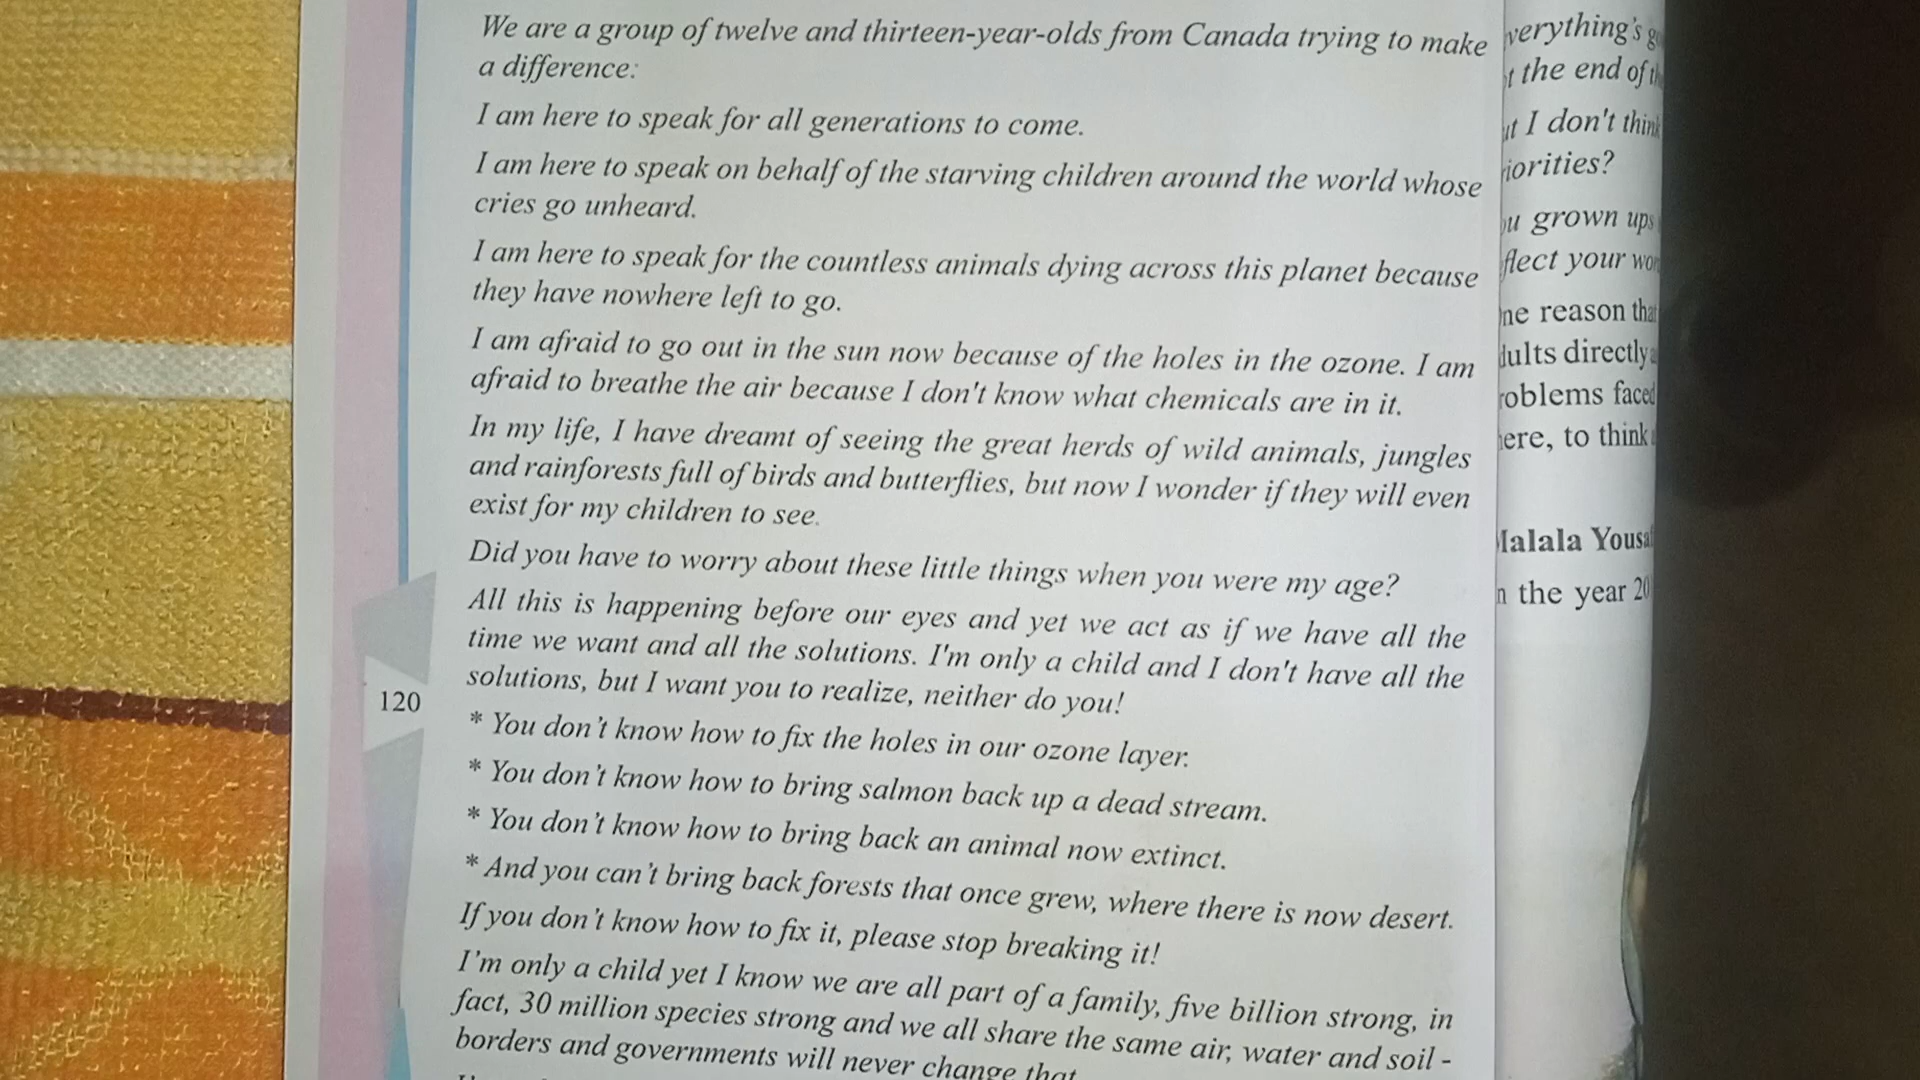 We are a group of twelve and thirteen-year-olds from Canada trying to make
a difference:
I am here to speak for all generations to come.
I am here to speak on behalf of the starving children around the world whose
cries go unheard.
I am here to speak for the countless animals dying across this planet because
they have nowhere left to go.
I am afraid to go out in the sun now because of the holes in the ozone. I am
afraid to breathe the air because I don't know what chemicals are in it.
In my life, I have dreamt of seeing the great herds of wild animals, jungles
and rainforests full of birds and butterflies, but now I wonder if they will even
exist for my children to see.
Did you have to worry about these little things when you were my age?
All this is happening before our eyes and yet we act as if we have all the
time we want and all the solutions. I'm only a child and I don't have all the
solutions, but I want you to realize, neither do you!
120
* You don't know how to fix the holes in our ozone layer.
* You don't know how to bring salmon back up a dead stream.
* You don't know how to bring back an animal now extinct.
* And you can't bring back forests that once grew, where there is now desert.
If you don't know how to fix it, please stop breaking it!
I'm only a child yet I know we are all part of a family, five billion strong, in
fact, 30 million species strong and we all share the same air, water and soil -
borders and governments will never change that
the end of
I don't
grown ups
your
reason
directly
faced
to think
the year 20